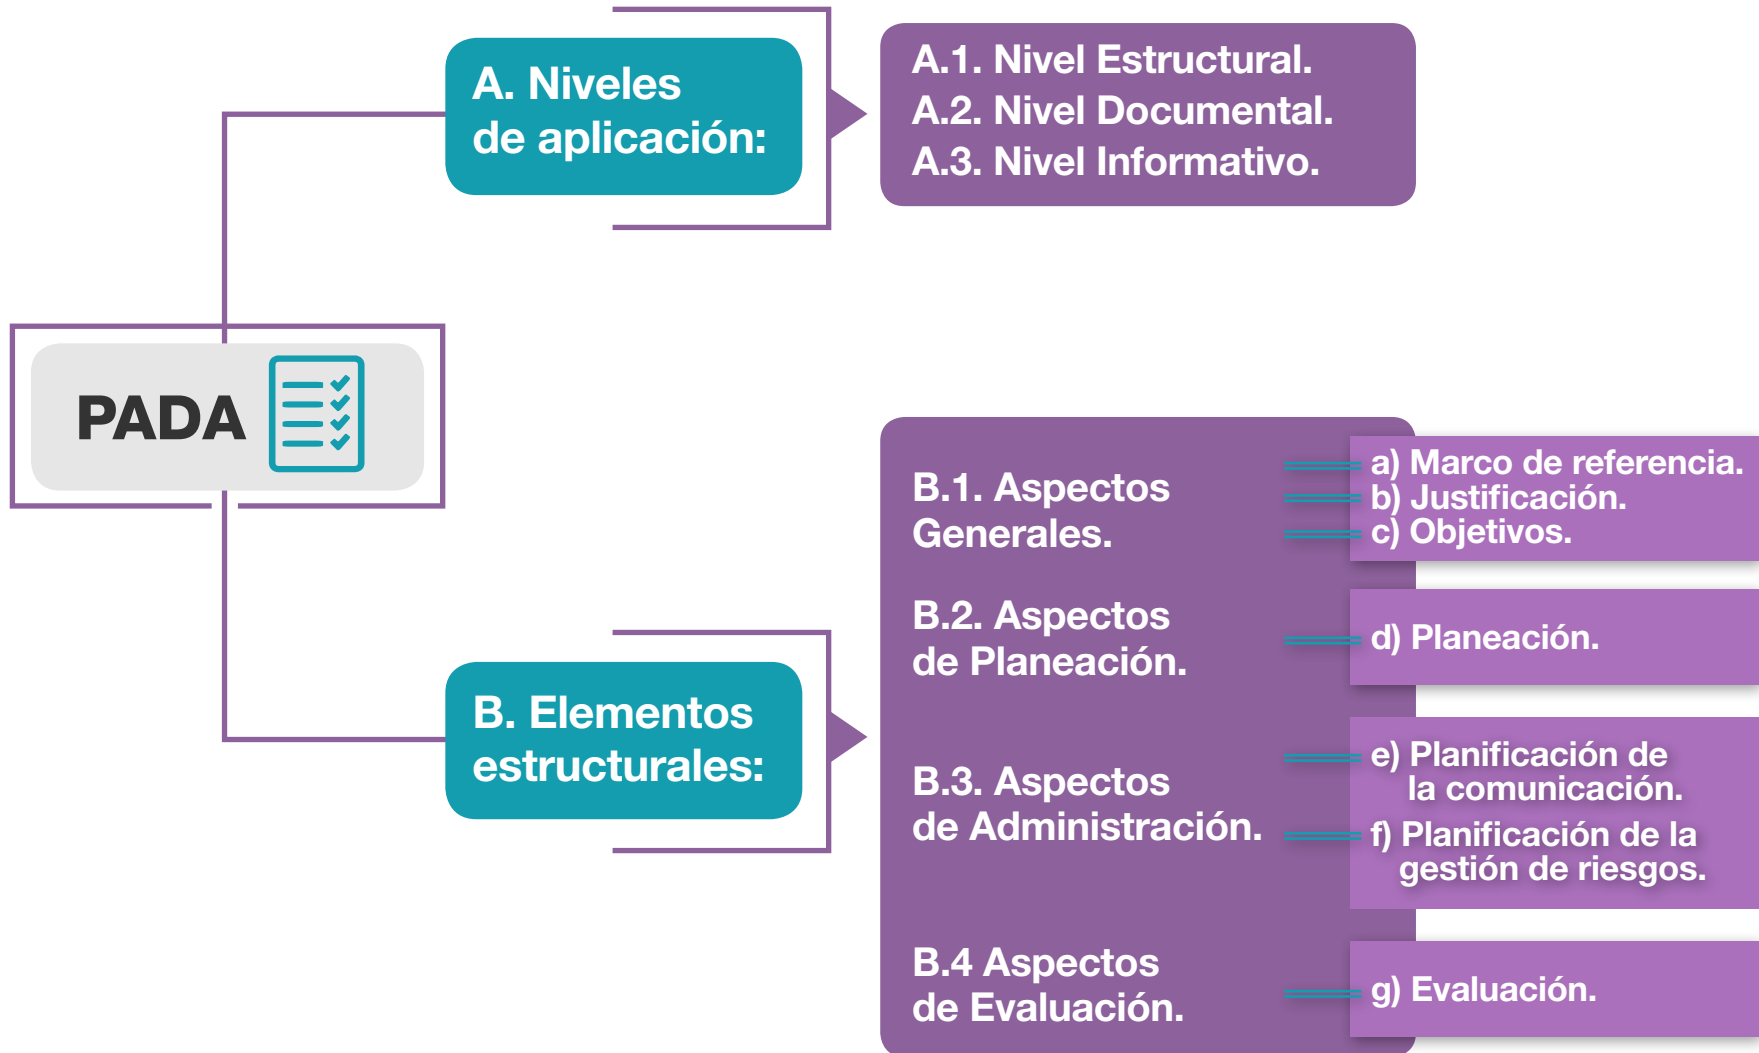 PADA
A. Niveles
de aplicación:
A.1. Nivel Estructural.
A.2. Nivel Documental.
A.3. Nivel Informativo.
B. Elementos
estructurales:
B.1. Aspectos
Generales.
a) Marco de referencia.
b) Justificación.
c) Objetivos.
B.2. Aspectos
de Planeación.
d) Planeación.
B.3. Aspectos
de Administración.
e) Planificación de
la comunicación.
f) Planificación de la
gestión de riesgos.
B.4 Aspectos
de Evaluación.
g) Evaluación.